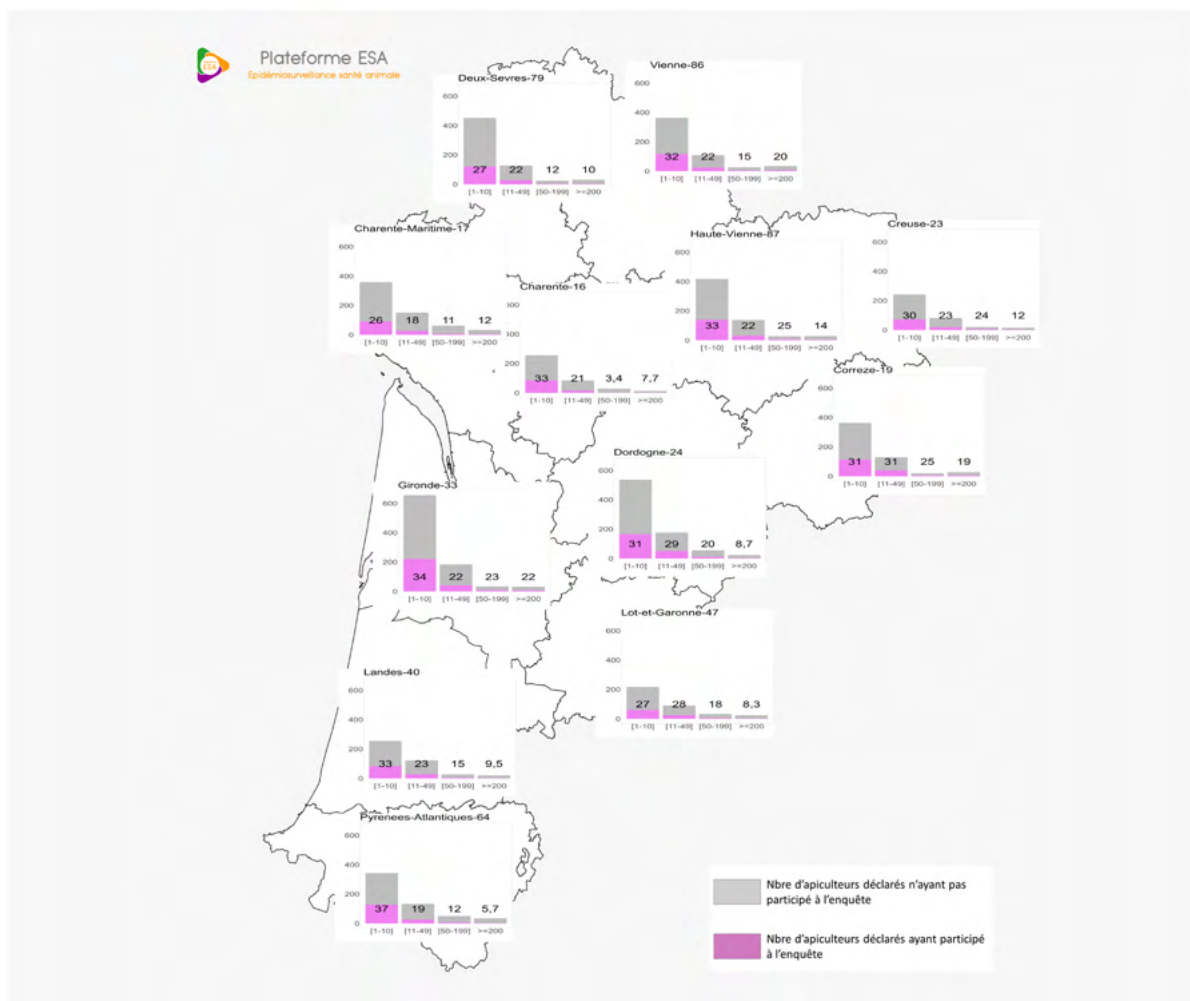 Plateforme ESA
Épidémiosurveillance santé animale
ESA
Deux-Sevres-79
600
400
200
0
27 22 12 10
[1-10] [11-49] [50-199] >=200
Vienne-86
600
400
200
0
32 22 15 20
[1-10] [11-49] [50-199] >=200
Charente-Maritime-17
600
400
200
0
26 18 11 12
[1-10] [11-49] [50-199] >=200
Charente-16
200
0
33 21 3,4 7,7
[1-10] [11-49] [50-199] >=200
Haute-Vienne-87
600
400
200
0
33 22 25 14
[1-10] [11-49] [50-199] >=200
Creuse-23
600
400
200
0
30 23 24 12
[1-10] [11-49] [50-199] >=200
Correze-19
600
400
200
0
31 31 25 19
[1-10] [11-49] [50-199] >=200
Dordogne-24
600
400
200
0
31 29 20 8,7
[1-10] [11-49] [50-199] >=200
Gironde-33
600
400
200
0
34 22 23 22
[1-10] [11-49] [50-199] >=200
Lot-et-Garonne-47
600
400
200
0
27 28 18 8,3
[1-10] [11-49] [50-199] >=200
Landes-40
600
400
200
0
33 23 15 9,5
[1-10] [11-49] [50-199] >=200
Pyrenees-Atlantiques-64
600
400
200
0
37 19 12 5,7
[1-10] [11-49] [50-199] >=200
Nbre d'apiculteurs déclarés n'ayant pas
participé à l'enquête
Nbre d'apiculteurs déclarés ayant participé
à l'enquête